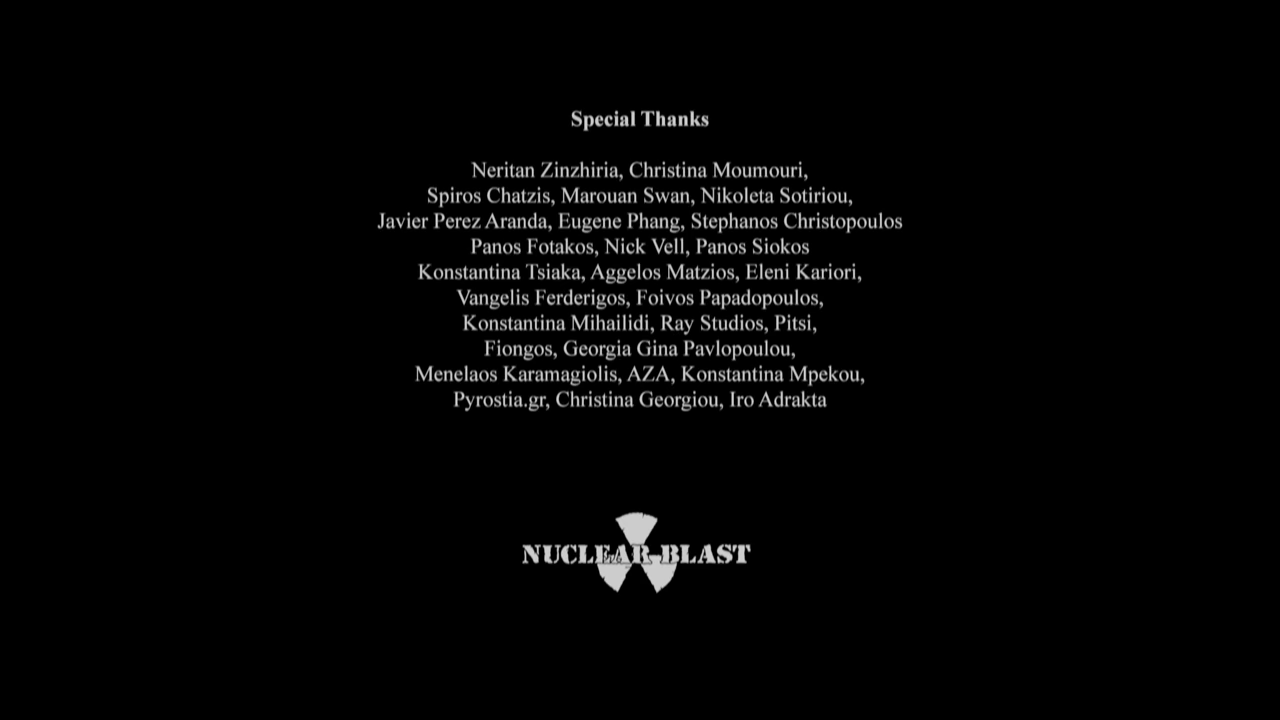 Special Thanks
Neritan Zinzhiria, Christina Moumouri,
Spiros Chatzis, Marouan Swan, Nikoleta Sotiriou,
Javier Perez Aranda, Eugene Phang, Stephanos Christopoulos
Panos Fotakos, Nick Vell, Panos Siokos
Konstantina Tsiaka, Aggelos Matzios, Eleni Kariori,
Vangelis Ferderigos, Foivos Papadopoulos,
Konstantina Mihailidi, Ray Studios, Pitsi,
Fiongos, Georgia Gina Pavlopoulou,
Menelaos Karamagiolis, AZA, Konstantina Mpekou,
Pyrostia.gr, Christina Georgiou, Iro Adrakta
NUCLEAR BLAST